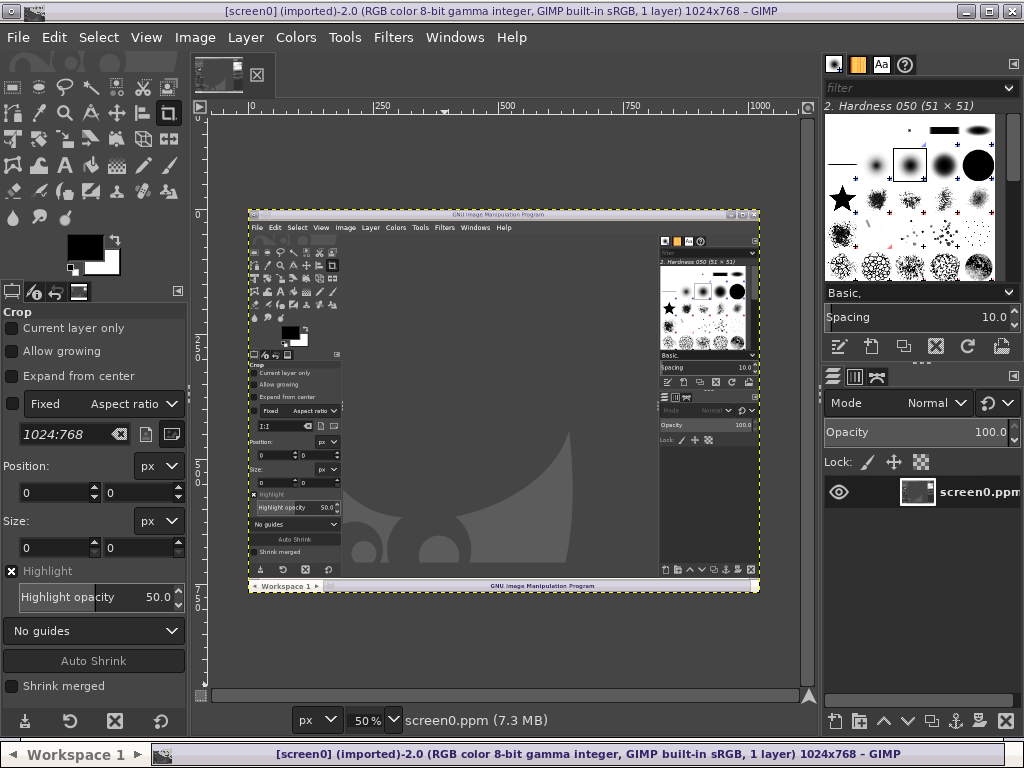 [screen0] (imported)-2.0 (RGB color 8-bit gamma integer, GIMP built-in sRGB, 1 layer) 1024x768 – GIMP
File Edit Select View Image Layer Colors Tools Filters Windows Help
Crop
Current layer only
Allow growing
Expand from center
Fixed Aspect ratio
1024:768
Position: px
0 0
Size: px
0 0
Highlight
Highlight opacity 50.0
No guides
Auto Shrink
Shrink merged
0 250 500 750 1000
0
250
500
750
GNU Image Manipulation Program
File Edit Select View Image Layer Colors Tools Filters Windows Help
filter
2. Hardness 050 (51 × 51)
Basic,
Spacing 10.0
Mode Normal
Opacity 100.0
Lock:
Crop
Current layer only
Allow growing
Expand from center
Fixed Aspect ratio
1:1
Position: px
0 0
Size: px
0 0
Highlight
Highlight opacity 50.0
No guides
Auto Shrink
Shrink merged
Workspace 1 GNU Image Manipulation Program
px 50 % screen0.ppm (7.3 MB)
Aa
filter
2. Hardness 050 (51 × 51)
Basic,
Spacing 10.0
Mode Normal
Opacity 100.0
Lock:
screen0.ppm
Workspace 1 [screen0] (imported)-2.0 (RGB color 8-bit gamma integer, GIMP built-in sRGB, 1 layer) 1024x768 – GIMP